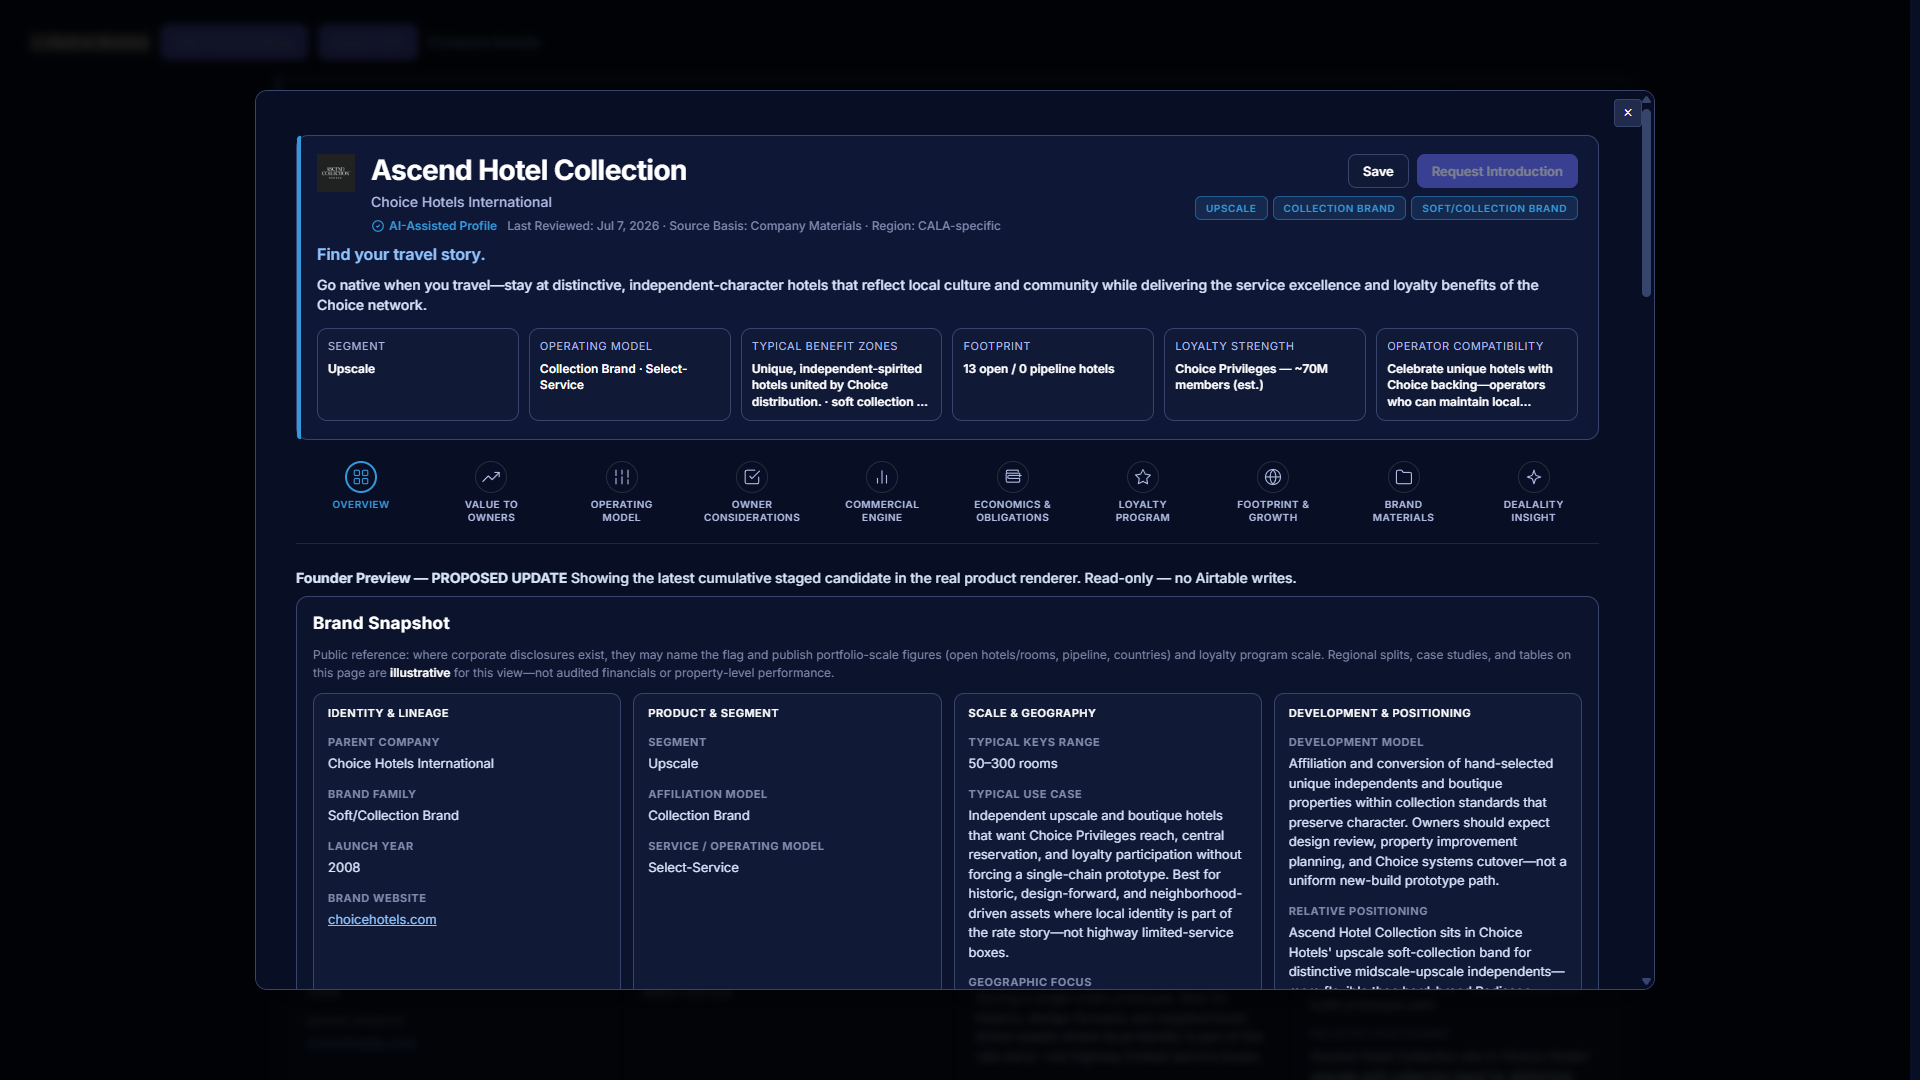 ×
ASCEND
COLLECTION
Ascend Hotel Collection
Choice Hotels International
AI-Assisted Profile Last Reviewed: Jul 7, 2026 · Source Basis: Company Materials · Region: CALA-specific
Save
Request Introduction
UPSCALE
COLLECTION BRAND
SOFT/COLLECTION BRAND
Find your travel story.
Go native when you travel—stay at distinctive, independent-character hotels that reflect local culture and community while delivering the service excellence and loyalty benefits of the
Choice network.
SEGMENT
Upscale
OPERATING MODEL
Collection Brand · Select-
Service
TYPICAL BENEFIT ZONES
Unique, independent-spirited
hotels united by Choice
distribution. · soft collection ...
FOOTPRINT
13 open / 0 pipeline hotels
LOYALTY STRENGTH
Choice Privileges — ~70M
members (est.)
OPERATOR COMPATIBILITY
Celebrate unique hotels with
Choice backing—operators
who can maintain local...
OVERVIEW
VALUE TO
OWNERS
OPERATING
MODEL
OWNER
CONSIDERATIONS
COMMERCIAL
ENGINE
ECONOMICS &
OBLIGATIONS
LOYALTY
PROGRAM
FOOTPRINT &
GROWTH
BRAND
MATERIALS
DEALALITY
INSIGHT
Founder Preview — PROPOSED UPDATE Showing the latest cumulative staged candidate in the real product renderer. Read-only — no Airtable writes.
Brand Snapshot
Public reference: where corporate disclosures exist, they may name the flag and publish portfolio-scale figures (open hotels/rooms, pipeline, countries) and loyalty program scale. Regional splits, case studies, and tables on
this page are illustrative for this view—not audited financials or property-level performance.
IDENTITY & LINEAGE
PARENT COMPANY
Choice Hotels International
BRAND FAMILY
Soft/Collection Brand
LAUNCH YEAR
2008
BRAND WEBSITE
choicehotels.com
PRODUCT & SEGMENT
SEGMENT
Upscale
AFFILIATION MODEL
Collection Brand
SERVICE / OPERATING MODEL
Select-Service
SCALE & GEOGRAPHY
TYPICAL KEYS RANGE
50–300 rooms
TYPICAL USE CASE
Independent upscale and boutique hotels
that want Choice Privileges reach, central
reservation, and loyalty participation without
forcing a single-chain prototype. Best for
historic, design-forward, and neighborhood-
driven assets where local identity is part of
the rate story—not highway limited-service
boxes.
GEOGRAPHIC FOCUS
DEVELOPMENT & POSITIONING
DEVELOPMENT MODEL
Affiliation and conversion of hand-selected
unique independents and boutique
properties within collection standards that
preserve character. Owners should expect
design review, property improvement
planning, and Choice systems cutover—not a
uniform new-build prototype path.
RELATIVE POSITIONING
Ascend Hotel Collection sits in Choice
Hotels' upscale soft-collection band for
distinctive midscale-upscale independents—